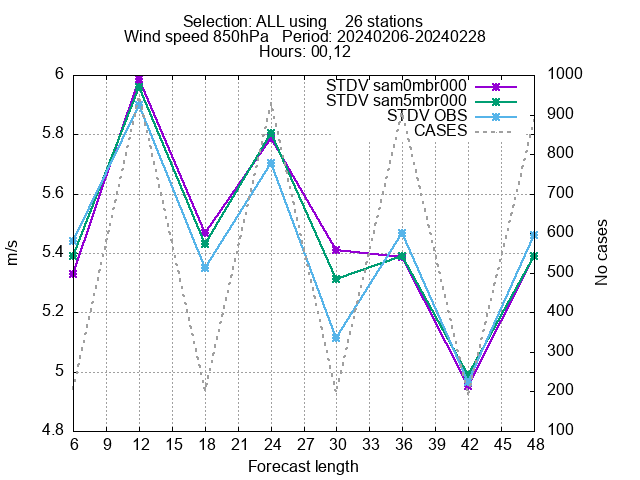 Selection: ALL using    26 stations
Wind speed 850hPa   Period: 20240206-20240228
Hours: 00,12
STDV sam0mbr000
STDV sam5mbr000
STDV OBS
CASES
6
5.8
5.6
5.4
5.2
5
4.8
m/s
1000
900
800
700
600
500
400
300
200
100
No cases
6 9 12 15 18 21 24 27 30 33 36 39 42 45 48
Forecast length